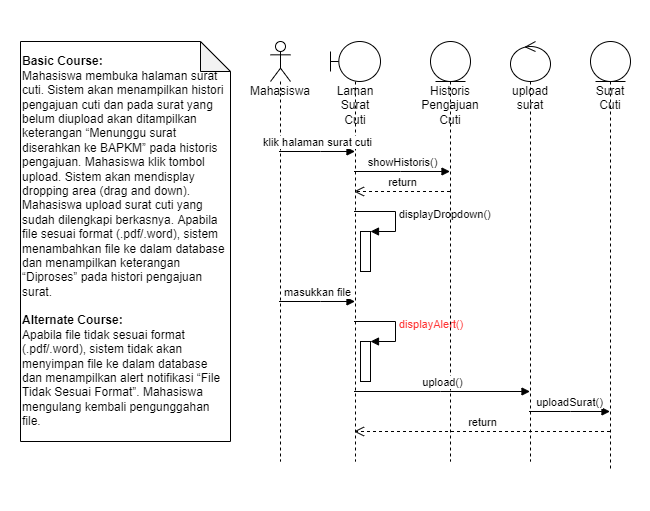 Basic Course:
Mahasiswa membuka halaman surat
cuti. Sistem akan menampilkan histori
pengajuan cuti dan pada surat yang
belum diupload akan ditampilkan
keterangan “Menunggu surat
diserahkan ke BAPKM” pada historis
pengajuan. Mahasiswa klik tombol
upload. Sistem akan mendisplay
dropping area (drag and down).
Mahasiswa upload surat cuti yang
sudah dilengkapi berkasnya. Apabila
file sesuai format (.pdf/.word), sistem
menambahkan file ke dalam database
dan menampilkan keterangan
“Diproses” pada histori pengajuan
surat.
Alternate Course:
Apabila file tidak sesuai format
(.pdf/.word), sistem tidak akan
menyimpan file ke dalam database
dan menampilkan alert notifikasi “File
Tidak Sesuai Format”. Mahasiswa
mengulang kembali pengunggahan
file.
Mahasiswa
Laman
Surat
Cuti
Historis
Pengajuan
Cuti
upload
surat
Surat
Cuti
klik halaman surat cuti
showHistoris()
return
displayDropdown()
masukkan file
displayAlert()
upload()
uploadSurat()
return